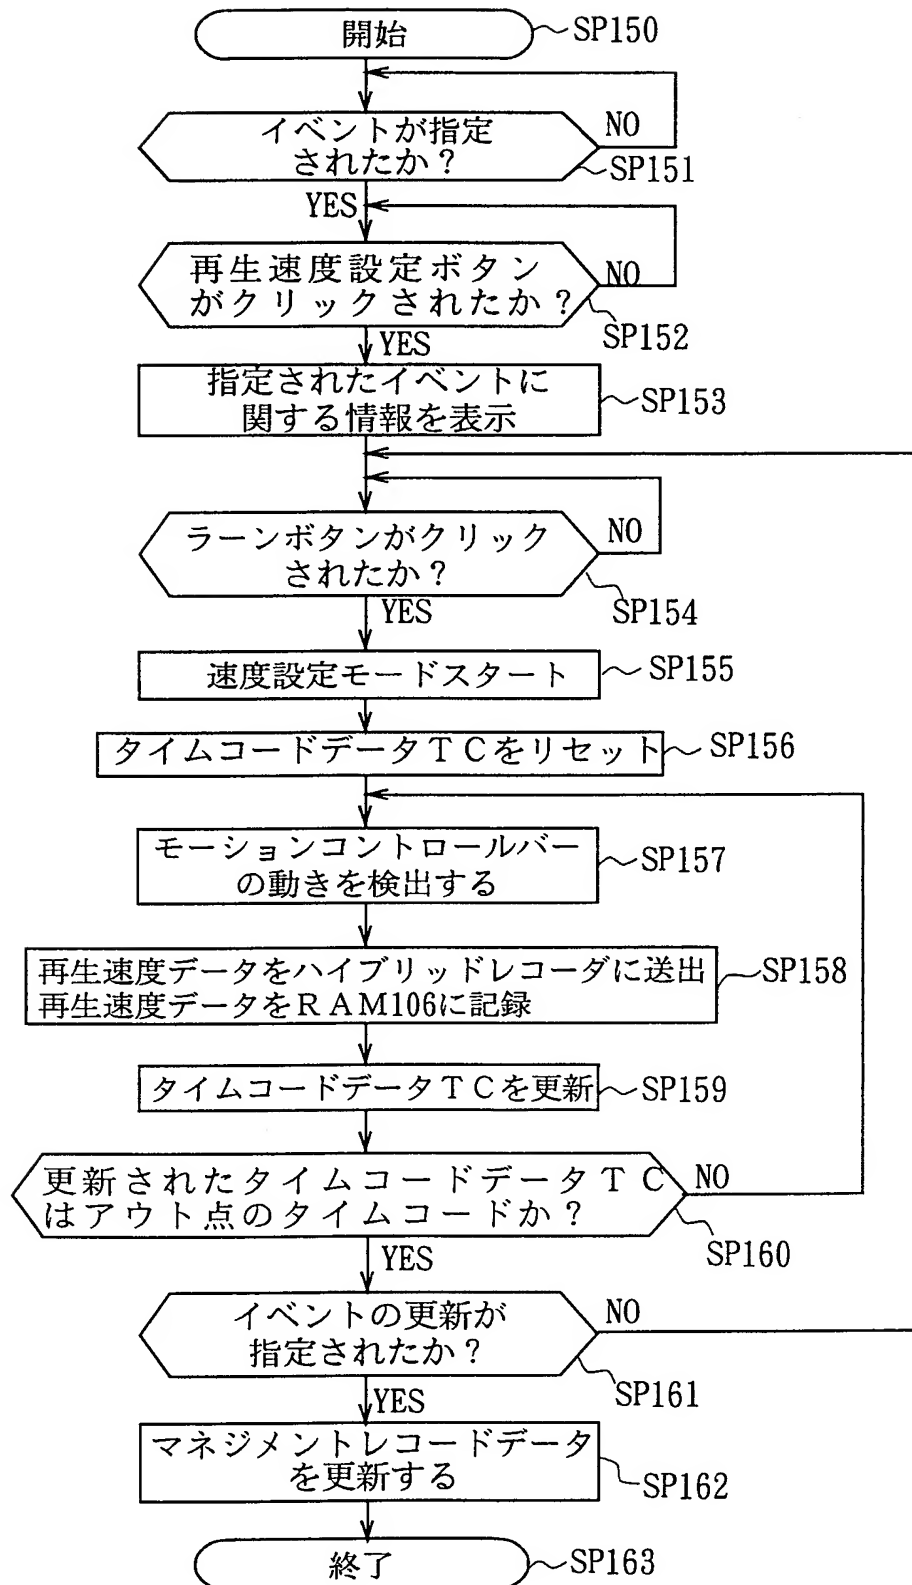 開始
SP150
イベントが指定
されたか？
NO
SP151
YES
再生速度設定ボタン
がクリックされたか？
NO
SP152
YES
指定されたイベントに
関する情報を表示
SP153
ラーンボタンがクリック
されたか？
NO
SP154
YES
速度設定モードスタート
SP155
タイムコードデータＴＣをリセット
SP156
モーションコントロールバー
の動きを検出する
SP157
再生速度データをハイブリッドレコーダに送出
再生速度データをＲＡＭ106に記録
SP158
タイムコードデータＴＣを更新
SP159
更新されたタイムコードデータＴＣ
はアウト点のタイムコードか？
NO
SP160
YES
イベントの更新が
指定されたか？
NO
SP161
YES
マネジメントレコードデータ
を更新する
SP162
終了
SP163